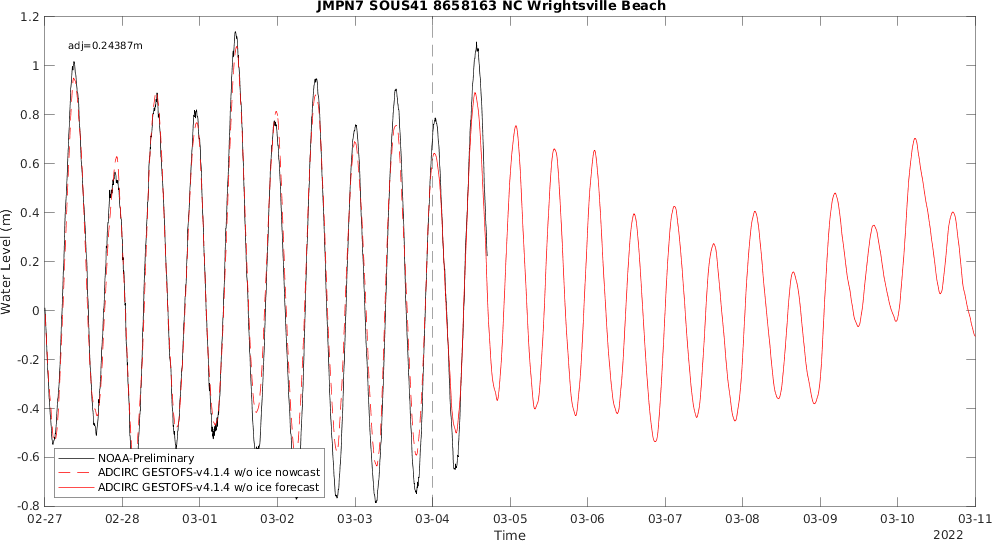 JMPN7 SOUS41 8658163 NC Wrightsville Beach
adj=0.24387m
1.2
1
0.8
0.6
0.4
0.2
0
-0.2
-0.4
-0.6
-0.8
Water Level (m)
NOAA-Preliminary
ADCIRC GESTOFS-v4.1.4 w/o ice nowcast
ADCIRC GESTOFS-v4.1.4 w/o ice forecast
02-27 02-28 03-01 03-02 03-03 03-04 03-05 03-06 03-07 03-08 03-09 03-10 03-11
Time
2022